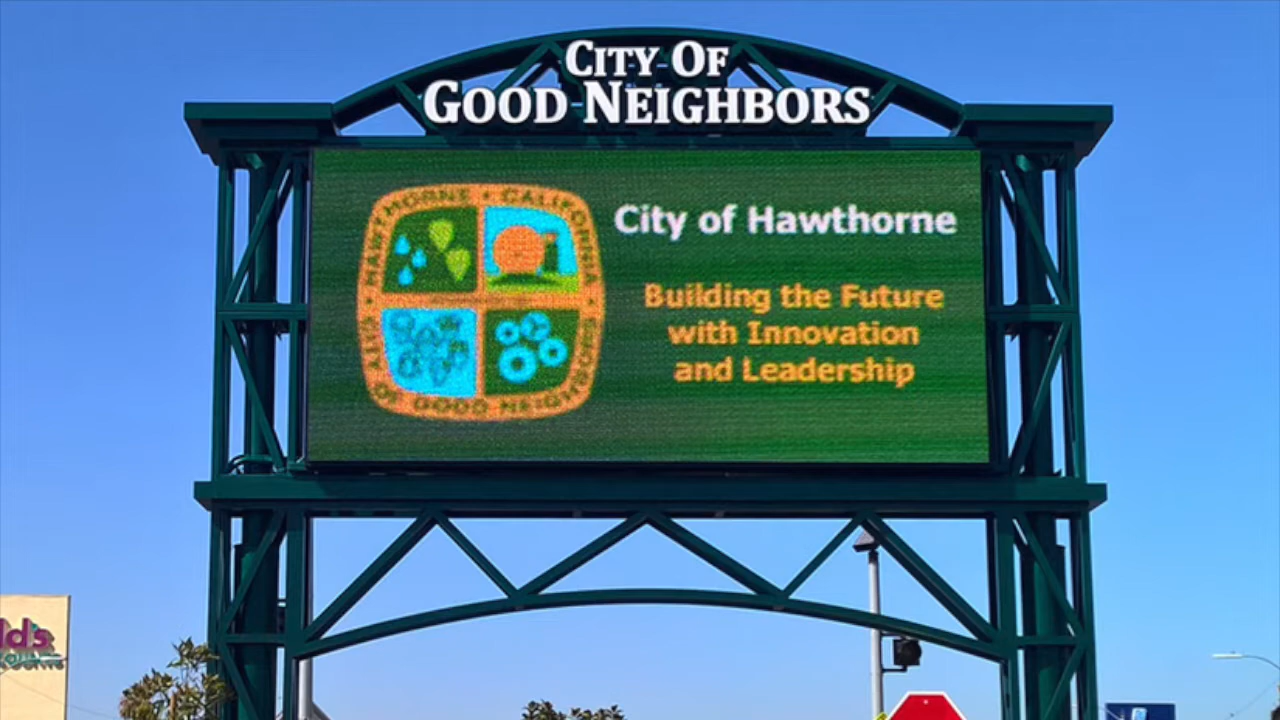 City Of
Good Neighbors
HAWTHORNE • CALIFORNIA
CITY OF GOOD NEIGHBORS
City of Hawthorne
Building the Future
with Innovation
and Leadership
ld's